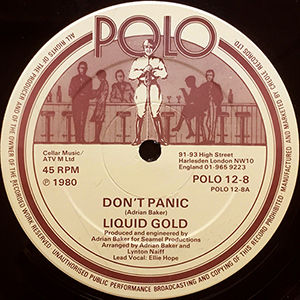 POLO
Cellar Music/
ATV M Ltd
45 RPM
℗ 1980
91-93 High Street
Harlesden London NW10
England 01-965 9223
POLO 12-8
POLO 12-8A
DON'T PANIC
(Adrian Baker)
LIQUID GOLD
Produced and engineered by
Adrian Baker for Seamel Productions
Arranged by Adrian Baker and
Lynton Naiff
Lead Vocal: Ellie Hope
ALL RIGHTS OF THE PRODUCER AND OF THE OWNER OF THE RECORDED WORK RESERVED. UNAUTHORISED PUBLIC PERFORMANCE BROADCASTING AND COPYING OF THIS RECORD PROHIBITED. MANUFACTURED & MARKETED BY CREOLE RECORDS LTD.